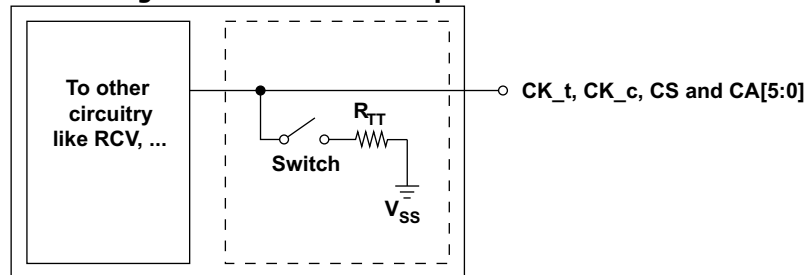 To other
circuitry
like RCV, ...
CK_t, CK_c, CS and CA[5:0]
RTT
Switch
VSS